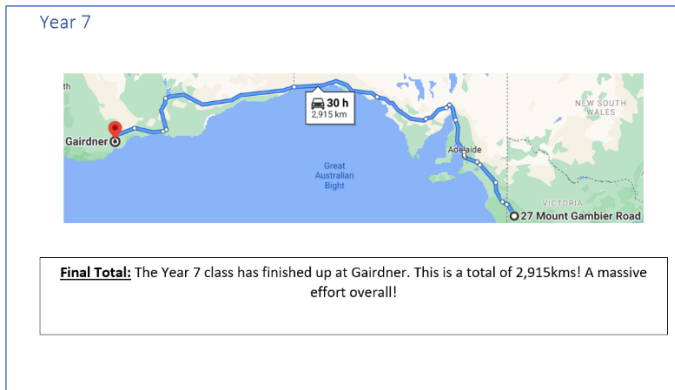 Year 7
th
30 h
2,915 km
NEW SOUTH
WALES
Gairdner
Adelaide
Great
Australian
Bight
VICTORIA
27 Mount Gambier Road
Final Total: The Year 7 class has finished up at Gairdner. This is a total of 2,915kms! A massive
effort overall!